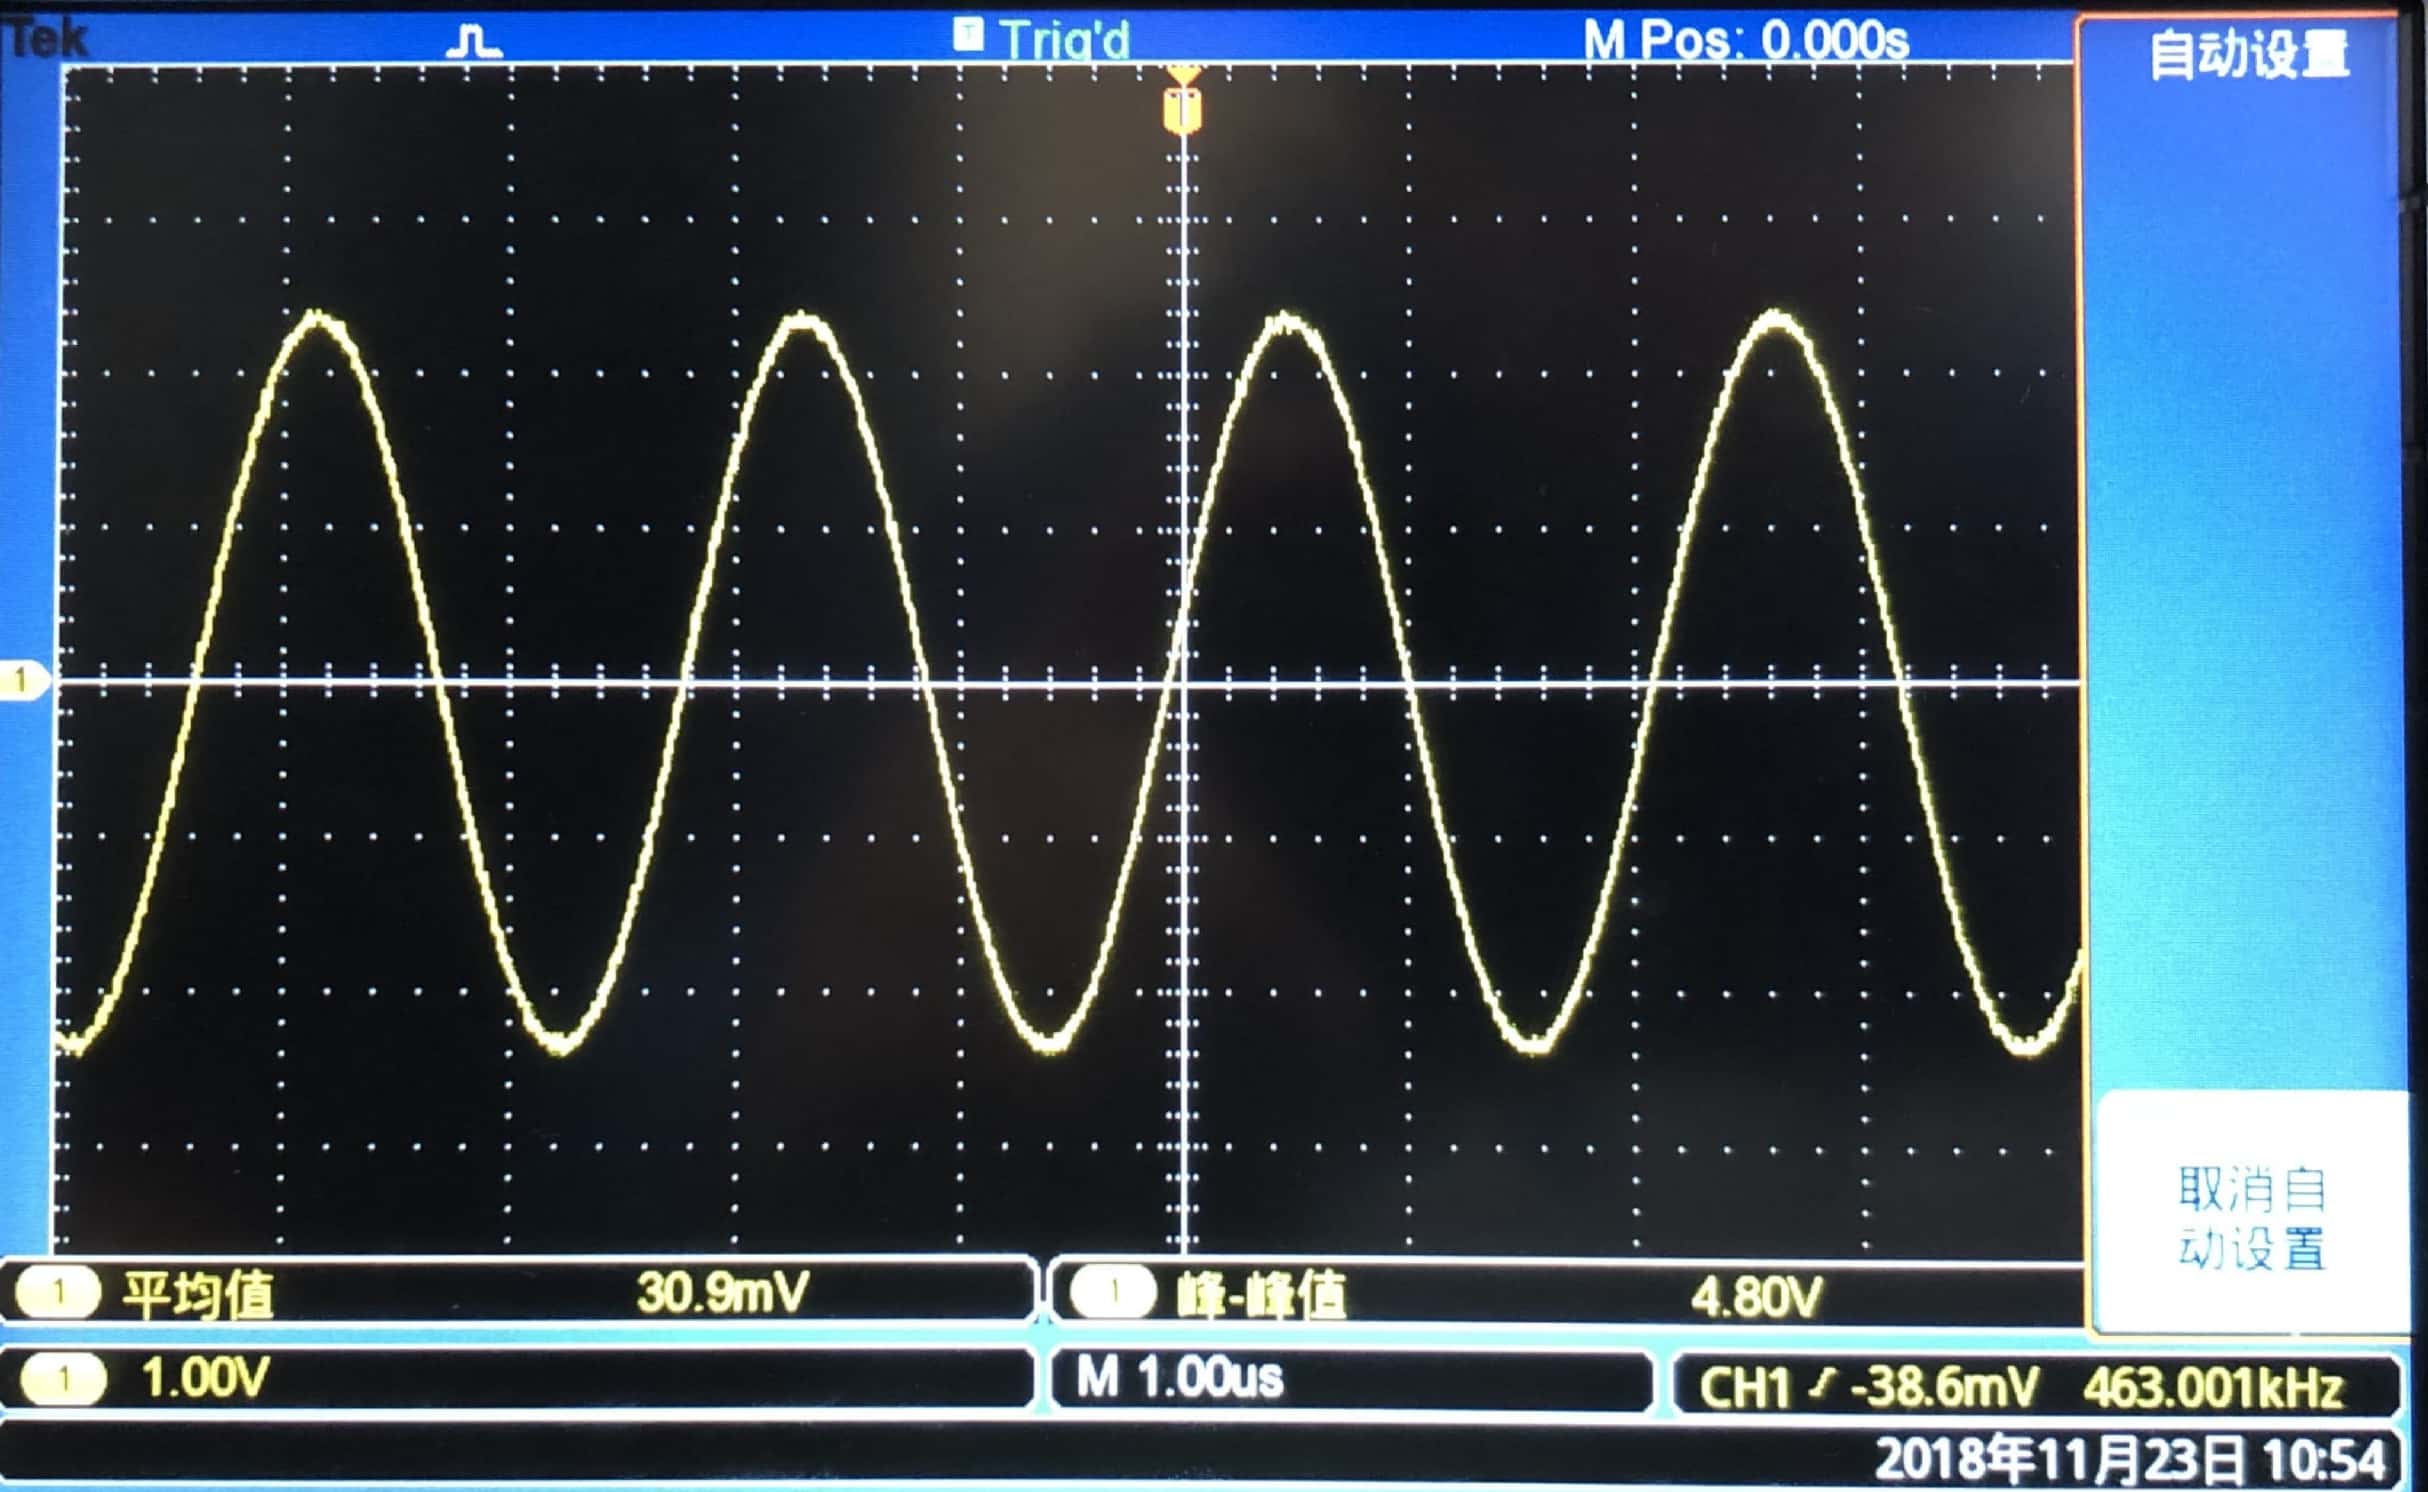 Tek
T Trig'd
M Pos: 0.000s
自动设置
T
1
取消自
动设置
1 平均值 30.9mV
1 峰-峰值 4.80V
1 1.00V
M 1.00us
CH1 -38.6mV 463.001kHz
2018年11月23日 10:54